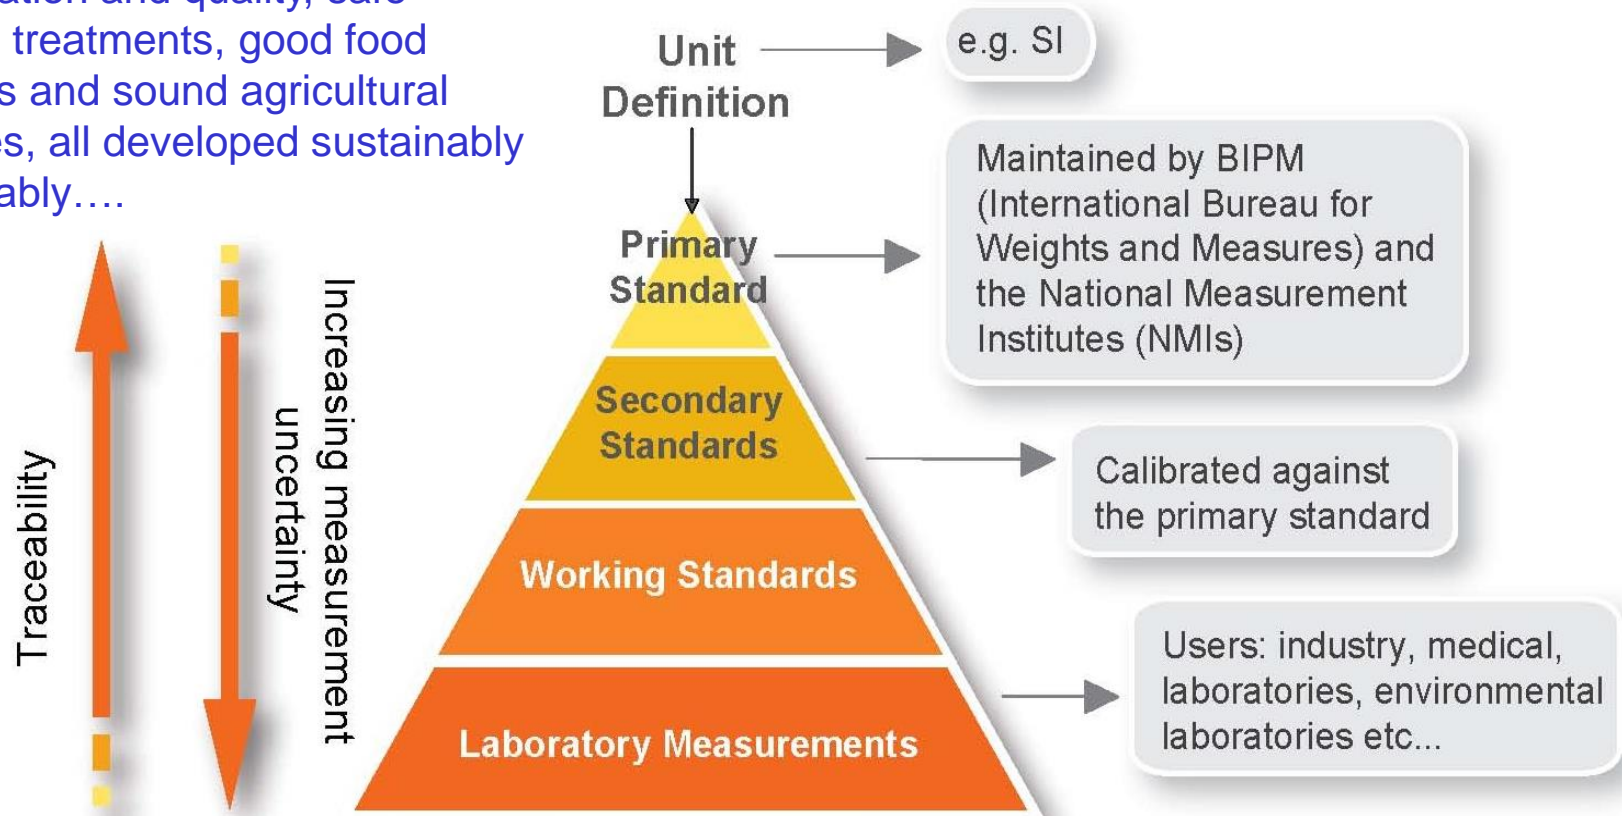 treatments, good food
and sound agricultural
all developed sustainably
Unit
Definition
e.g. SI
Primary
Standard
Maintained by BIPM
(International Bureau for
Weights and Measures) and
the National Measurement
Institutes (NMIs)
Secondary
Standards
Calibrated against
the primary standard
Working Standards
Laboratory Measurements
Users: industry, medical,
laboratories, environmental
laboratories etc...
Traceability
Increasing measurement
uncertainty